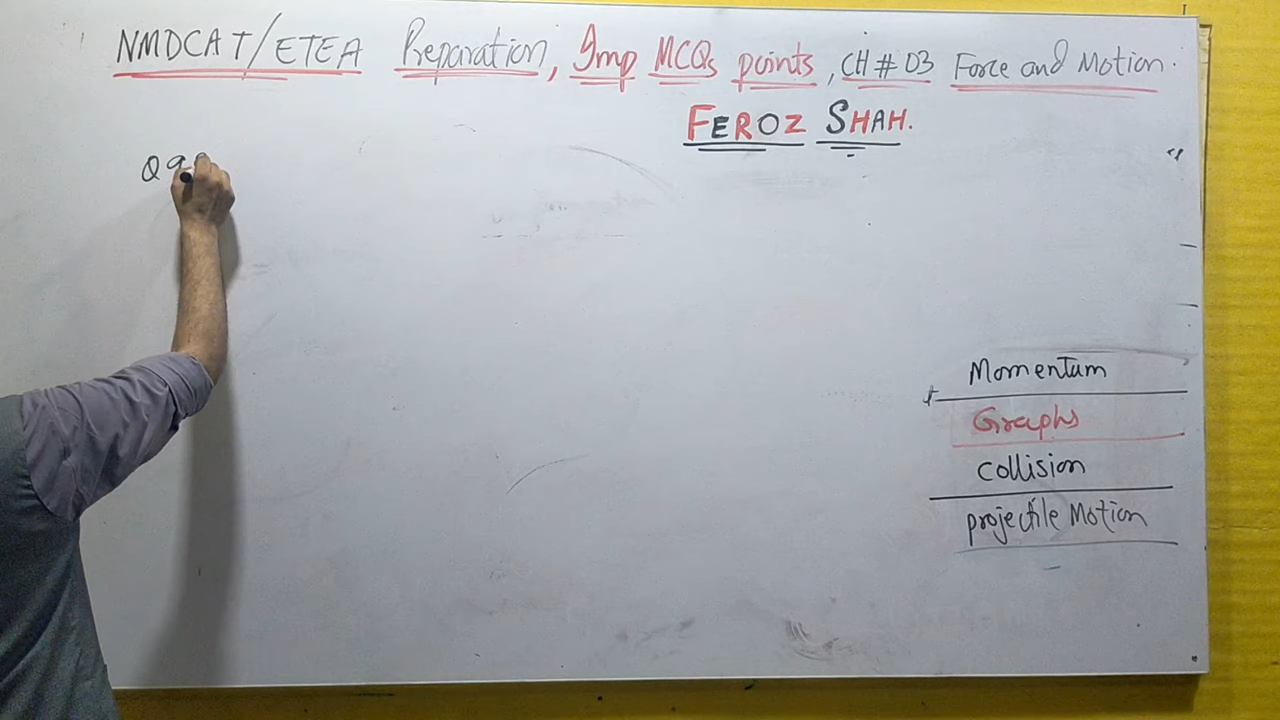 NMDCAT/ETEA Preparation, Imp MCQs points, CH # 03 Force and Motion.
FEROZ SHAH.
Momentum
Graphs
collision
projectile Motion